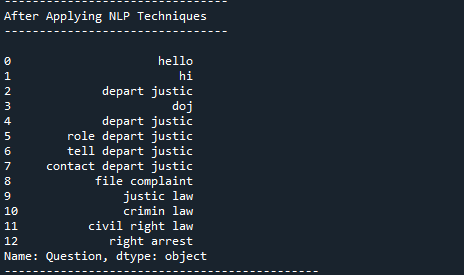 --------------------------------
After Applying NLP Techniques
--------------------------------
0 hello
1 hi
2 depart justic
3 doj
4 depart justic
5 role depart justic
6 tell depart justic
7 contact depart justic
8 file complaint
9 justic law
10 crimin law
11 civil right law
12 right arrest
Name: Question, dtype: object
---------------------------------------------